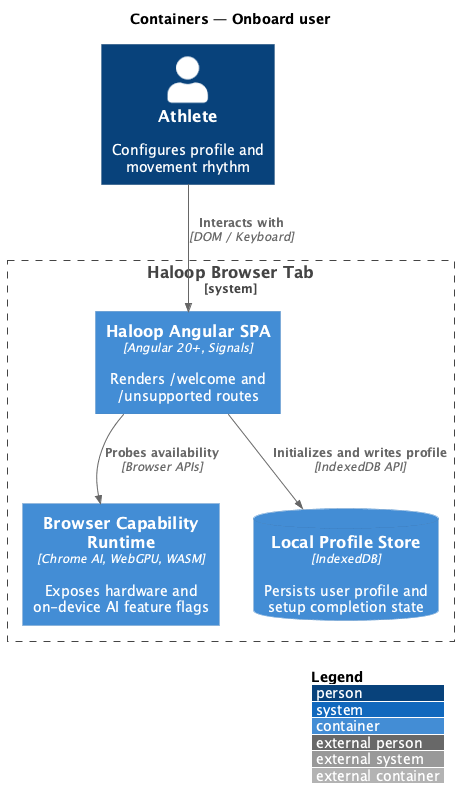 Containers — Onboard user
Athlete
Configures profile and
movement rhythm
Interacts with
[DOM / Keyboard]
Haloop Browser Tab
[system]
Haloop Angular SPA
[Angular 20+, Signals]
Renders /welcome and
/unsupported routes
Probes availability
[Browser APIs]
Initializes and writes profile
[IndexedDB API]
Browser Capability
Runtime
[Chrome AI, WebGPU, WASM]
Exposes hardware and
on-device AI feature flags
Local Profile Store
[IndexedDB]
Persists user profile and
setup completion state
Legend
person
system
container
external person
external system
external container